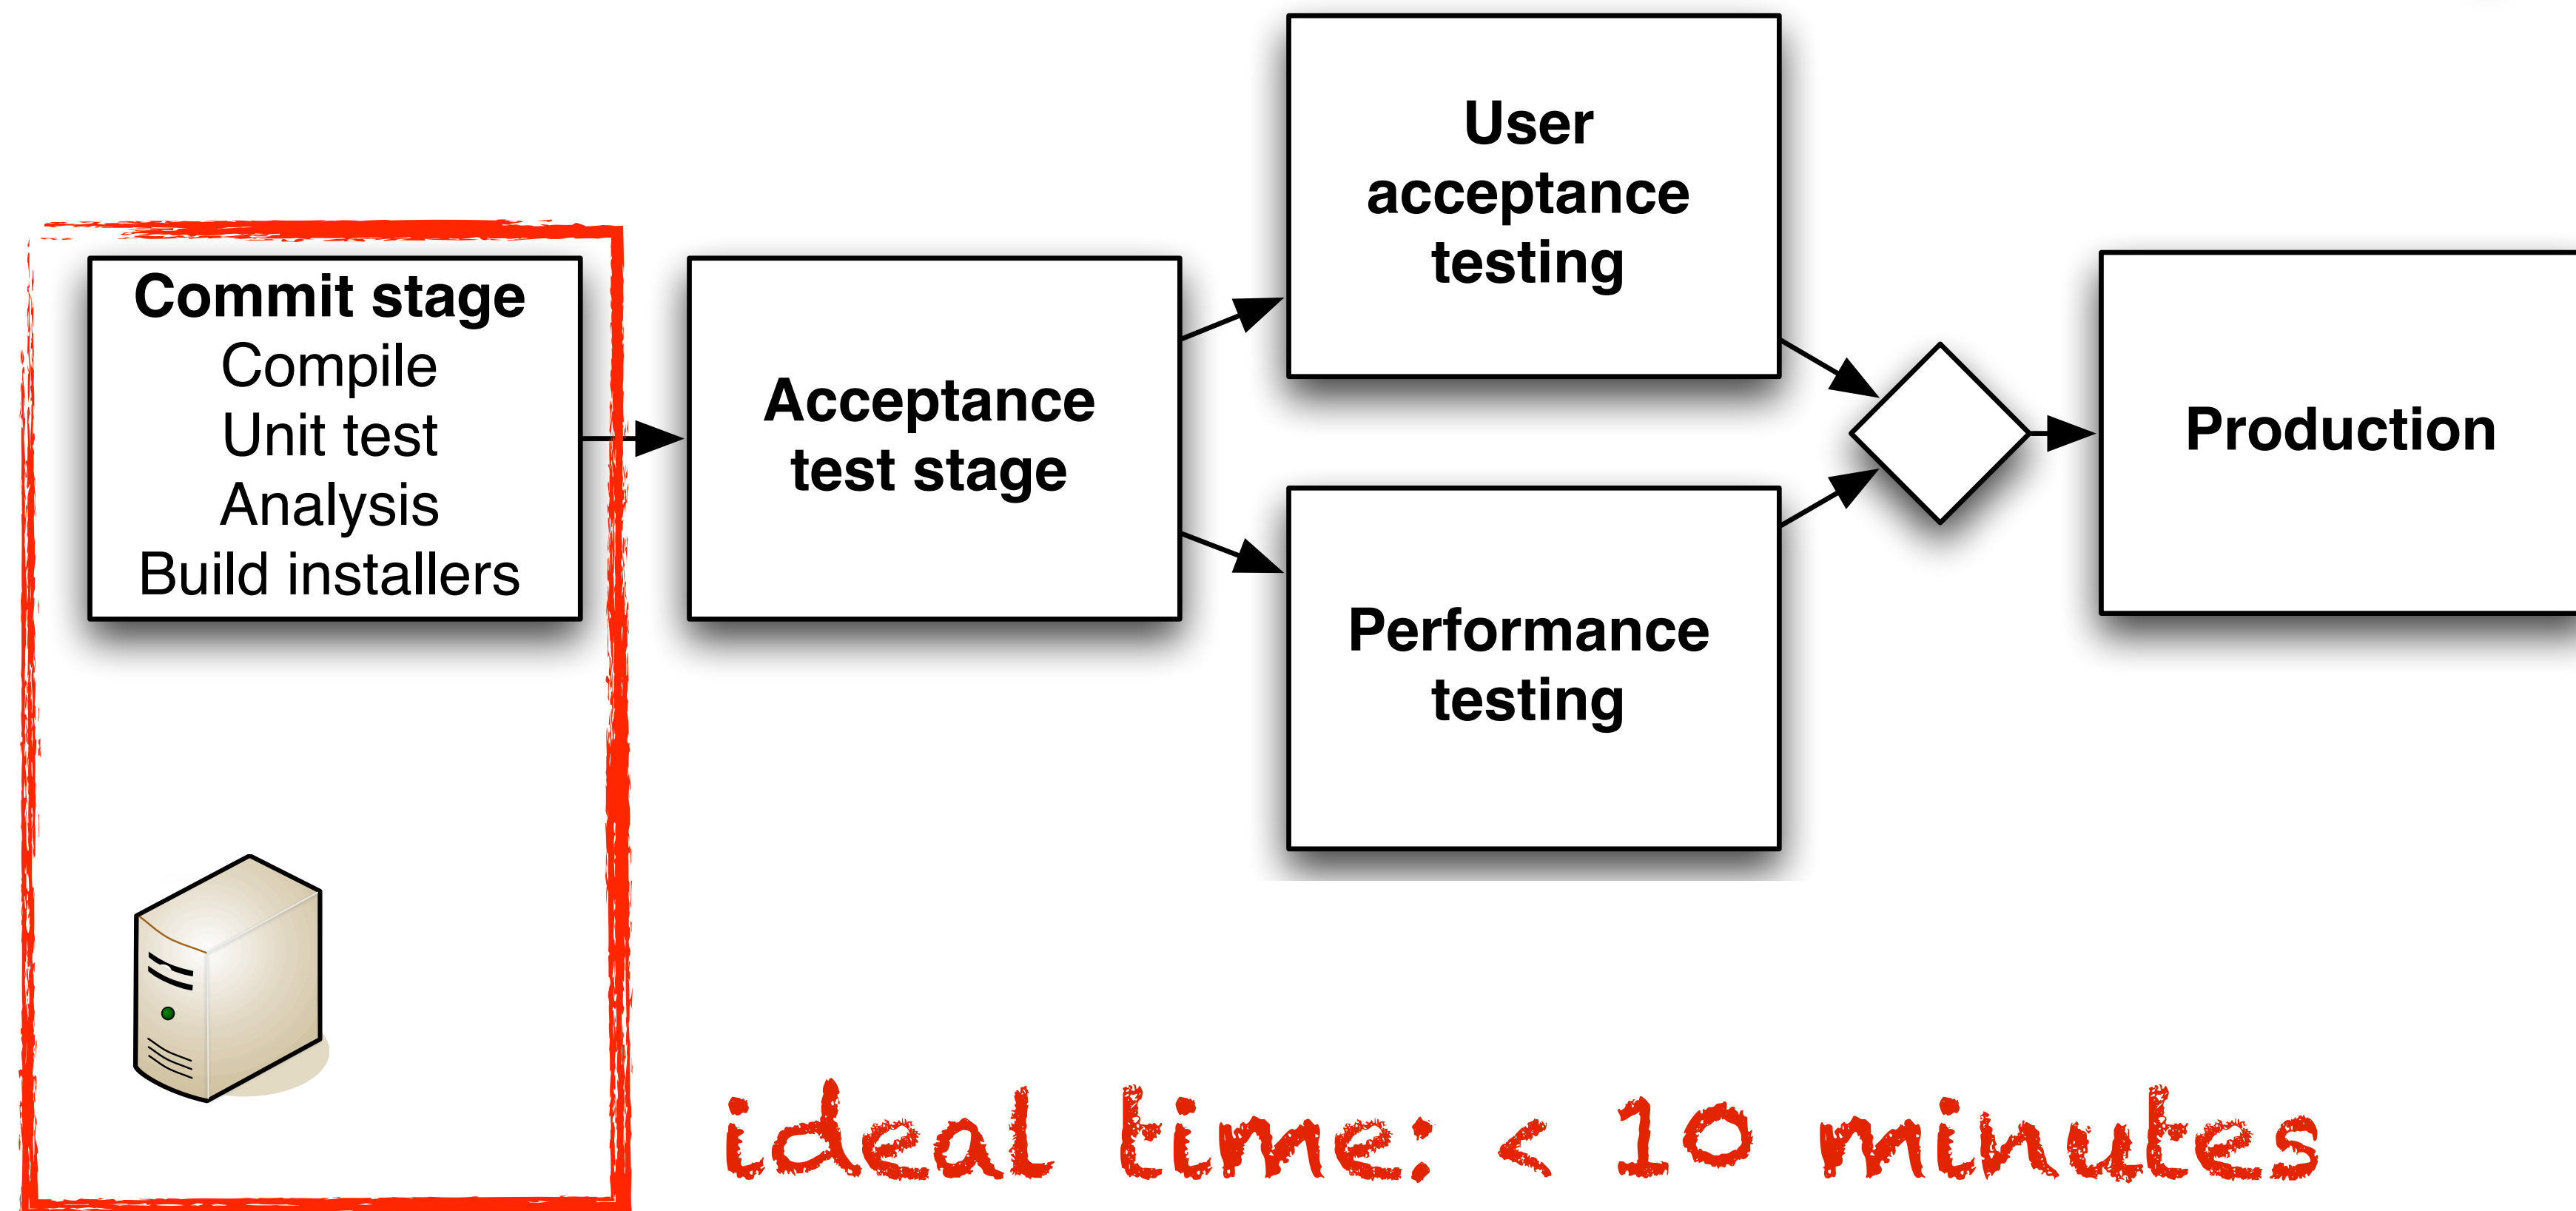 Commit stage
Compile
Unit test
Analysis
Build installers
Acceptance
test stage
User
acceptance
testing
Performance
testing
Production
ideal time: < 10 minutes